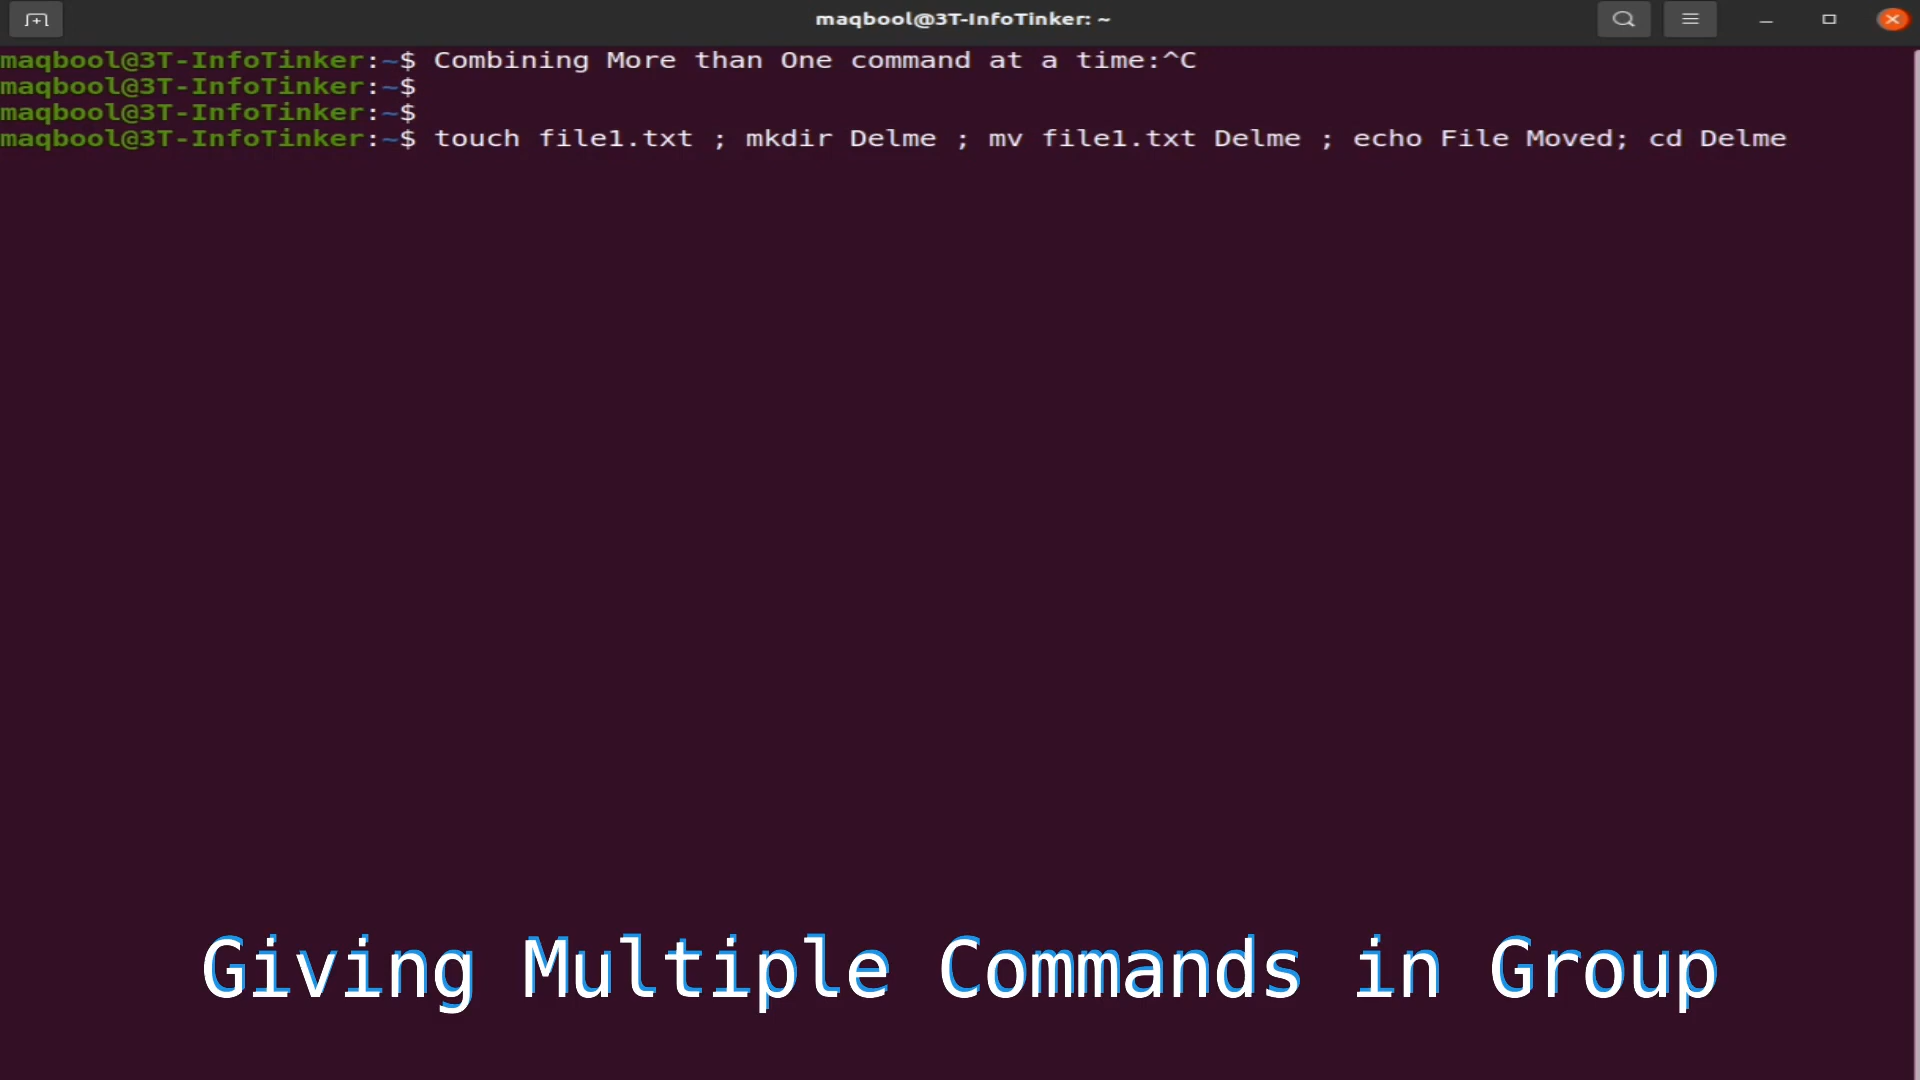 maqbool@3T-InfoTinker: ~
maqbool@3T-InfoTinker:~$ Combining More than One command at a time:^C
maqbool@3T-InfoTinker:~$
maqbool@3T-InfoTinker:~$
maqbool@3T-InfoTinker:~$ touch file1.txt ; mkdir Delme ; mv file1.txt Delme ; echo File Moved; cd Delme
Giving Multiple Commands in Group